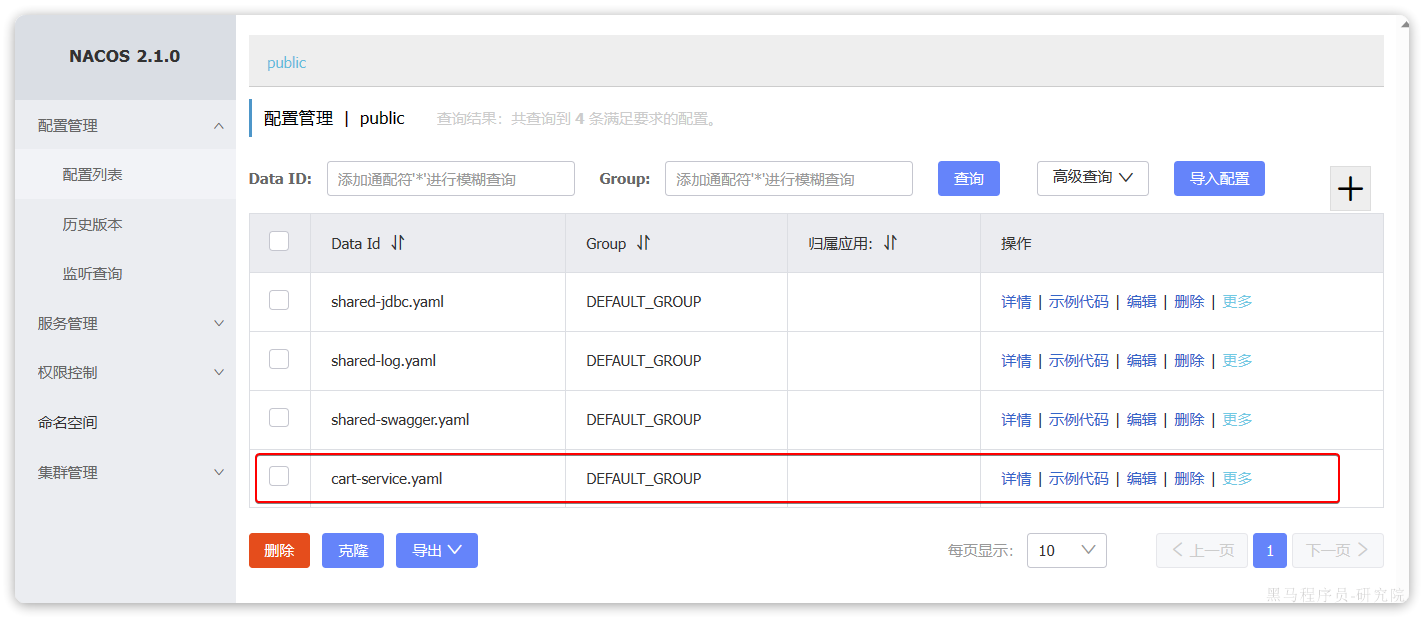 NACOS 2.1.0
配置管理
配置列表
历史版本
监听查询
服务管理
权限控制
命名空间
集群管理
public
配置管理 | public 查询结果：共查询到 4 条满足要求的配置。
Data ID: 添加通配符'*'进行模糊查询 Group: 添加通配符'*'进行模糊查询 查询 高级查询 导入配置
Data Id Group 归属应用: 操作
shared-jdbc.yaml DEFAULT_GROUP 详情 | 示例代码 | 编辑 | 删除 | 更多
shared-log.yaml DEFAULT_GROUP 详情 | 示例代码 | 编辑 | 删除 | 更多
shared-swagger.yaml DEFAULT_GROUP 详情 | 示例代码 | 编辑 | 删除 | 更多
cart-service.yaml DEFAULT_GROUP 详情 | 示例代码 | 编辑 | 删除 | 更多
删除 克隆 导出 每页显示: 10 上一页 1 下一页
黑马程序员-研究院